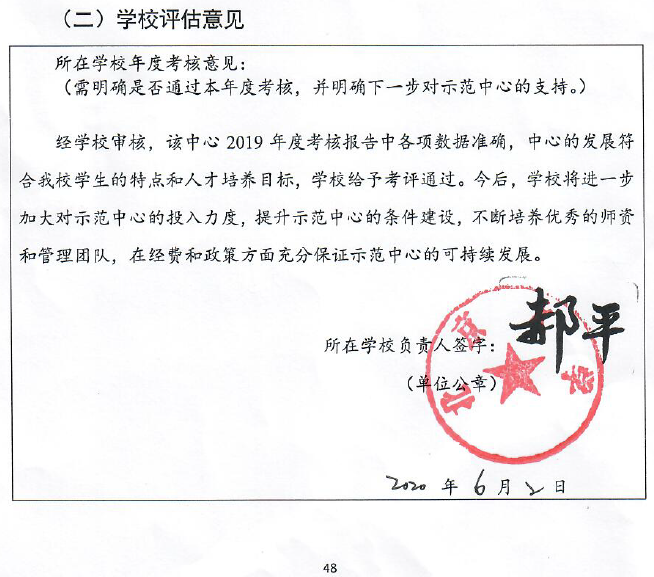 （二）学校评估意见
所在学校年度考核意见：
（需明确是否通过本年度考核，并明确下一步对示范中心的支持。）
经学校审核，该中心 2019 年度考核报告中各项数据准确，中心的发展符
合我校学生的特点和人才培养目标，学校给予考评通过。今后，学校将进一步
加大对示范中心的投入力度，提升示范中心的条件建设，不断培养优秀的师资
和管理团队，在经费和政策方面充分保证示范中心的可持续发展。
所在学校负责人签字：郝平
（单位公章）
北京大学
2020 年 6 月 2 日
48